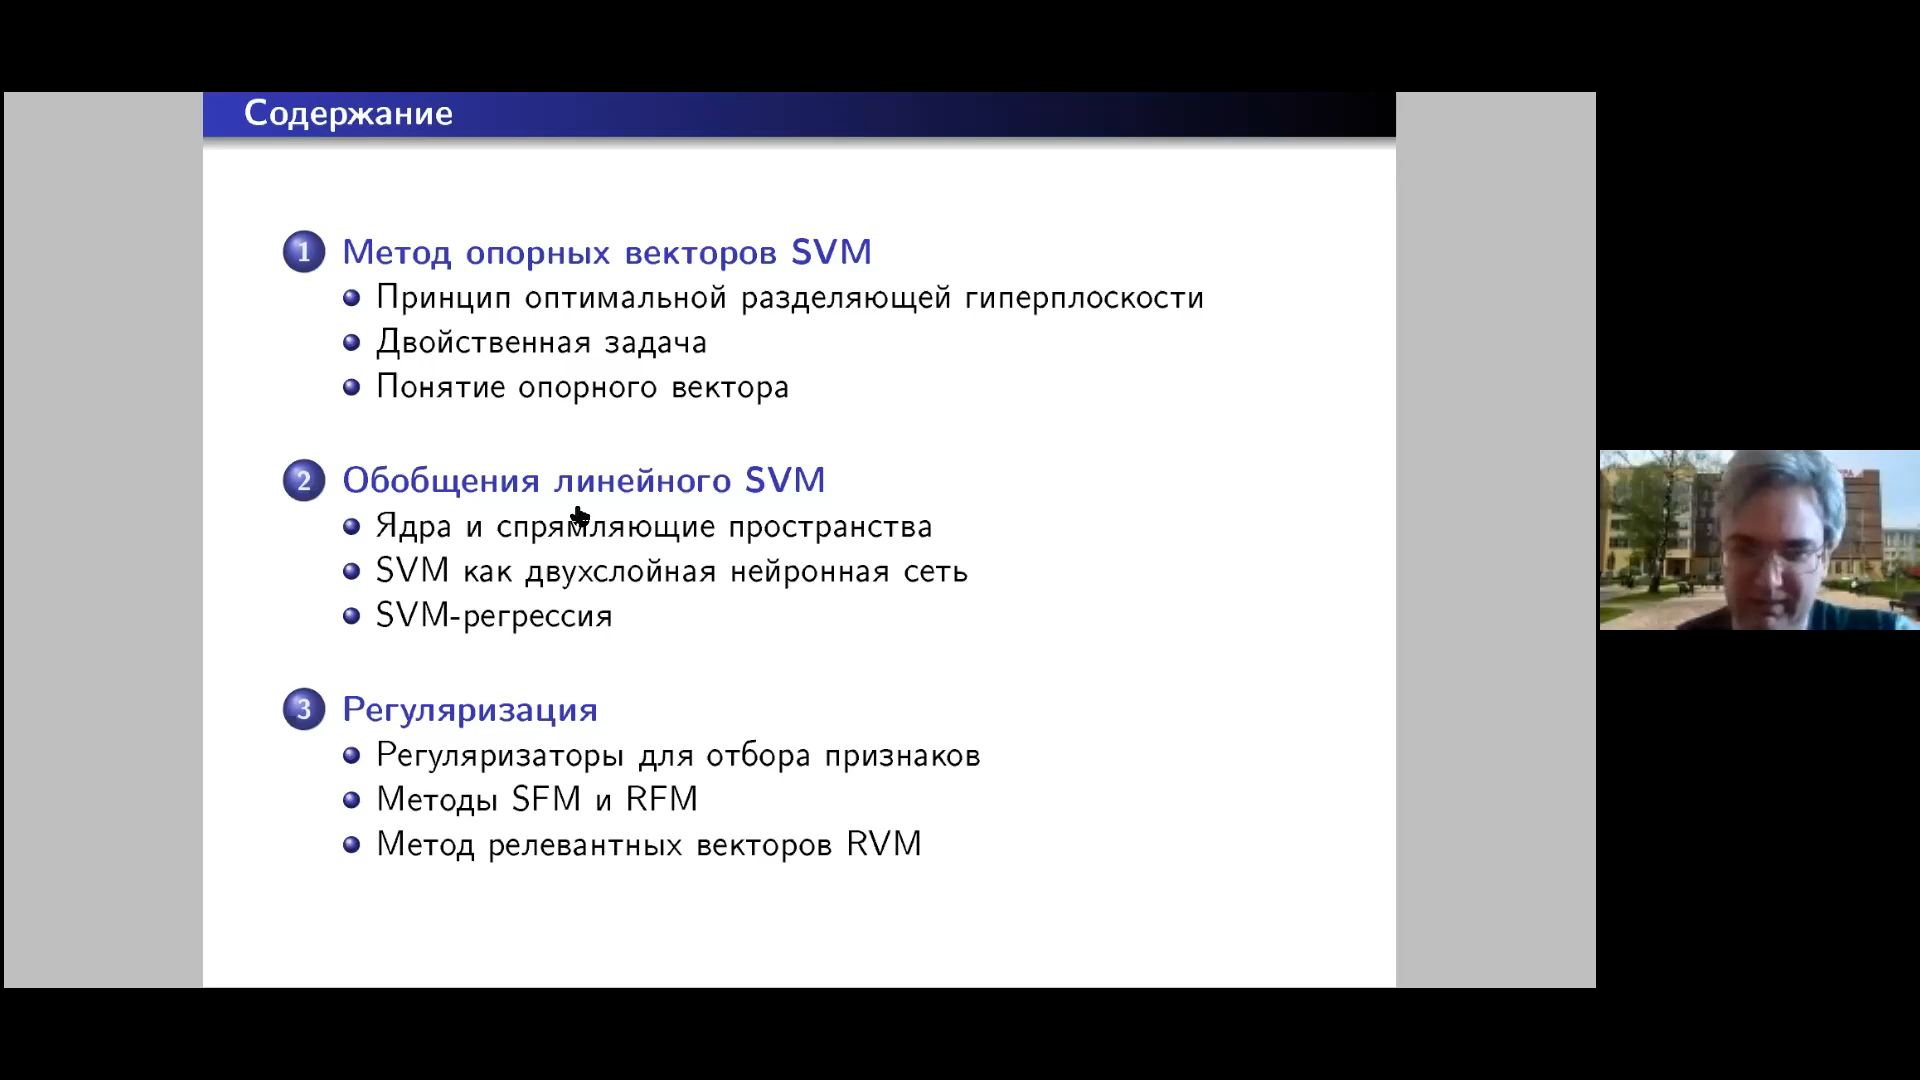 Содержание
1 Метод опорных векторов SVM
Принцип оптимальной разделяющей гиперплоскости
Двойственная задача
Понятие опорного вектора
2 Обобщения линейного SVM
Ядра и спрямляющие пространства
SVM как двухслойная нейронная сеть
SVM-регрессия
3 Регуляризация
Регуляризаторы для отбора признаков
Методы SFM и RFM
Метод релевантных векторов RVM